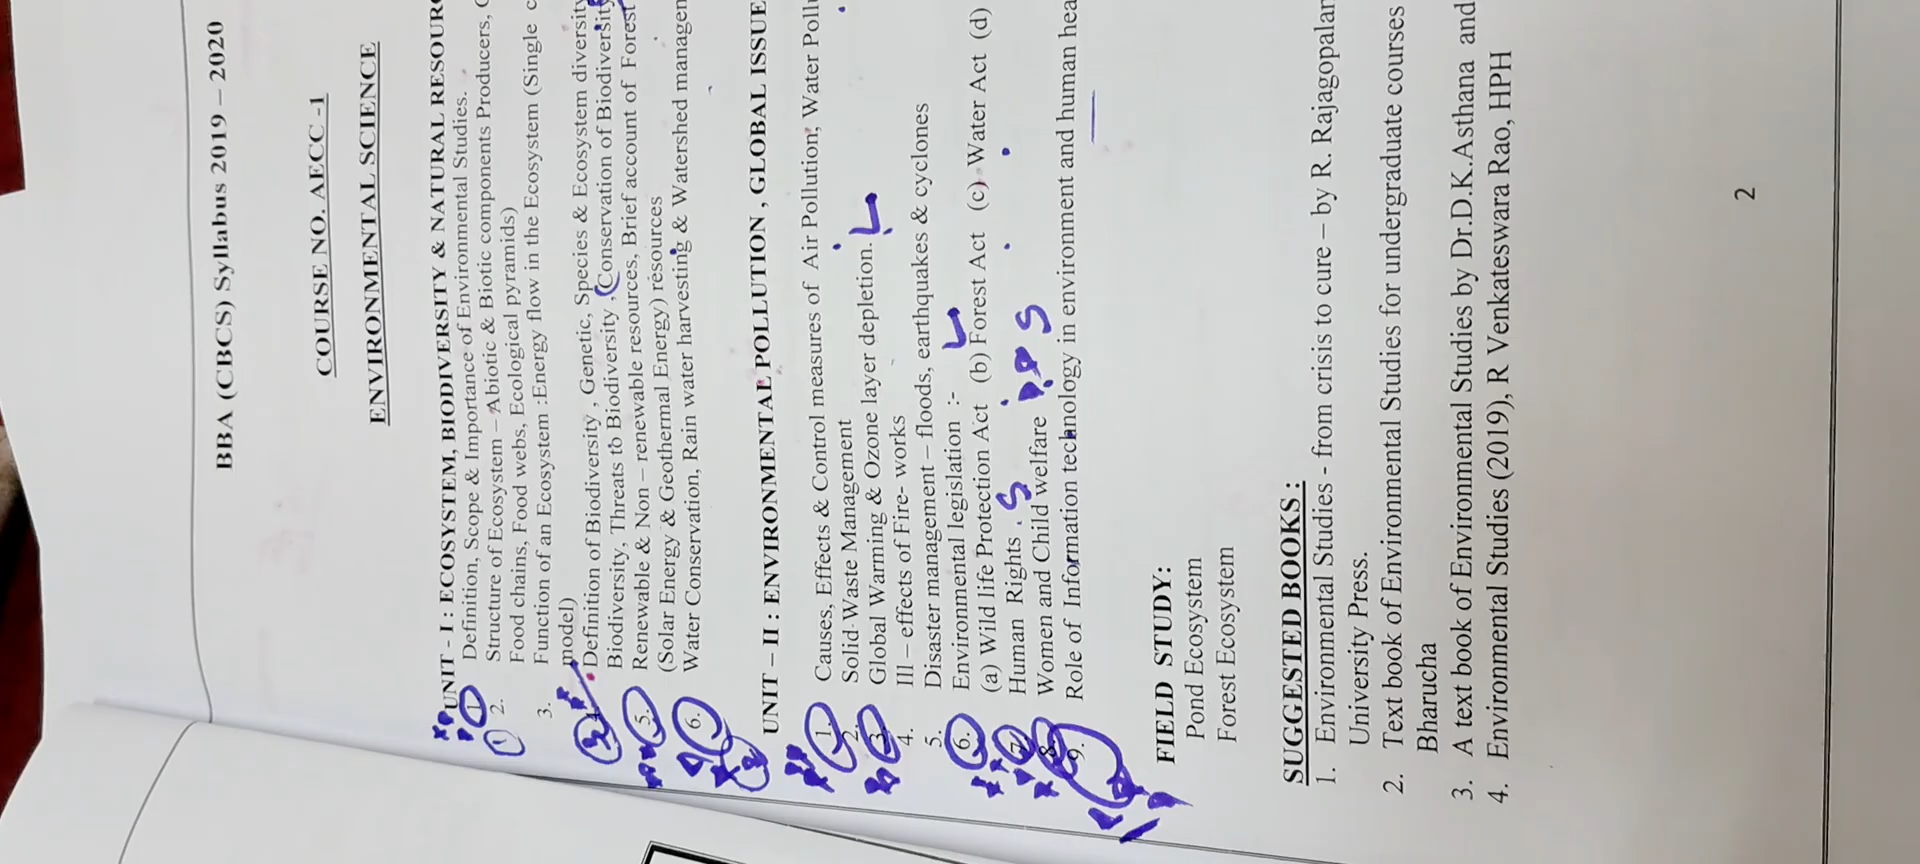 BBA (CBCS) Syllabus 2019 – 2020
COURSE NO. AECC -1
ENVIRONMENTAL SCIENCE
UNIT - I : ECOSYSTEM, BIODIVERSITY & NATURAL
1. Definition, Scope & Importance of Environmental Studies.
2. Structure of Ecosystem – Abiotic & Biotic components Producers,
Food chains, Food webs, Ecological pyramids)
3. Function of an Ecosystem :Energy flow in the Ecosystem (Single
model)
Definition of Biodiversity , Genetic, Species & Ecosystem diversity
Biodiversity, Threats to Biodiversity , Conservation of Biodiversity
5. Renewable & Non – renewable resources, Brief account of Forest
(Solar Energy & Geothermal Energy) resources
6. Water Conservation, Rain water harvesting & Watershed
UNIT – II : ENVIRONMENTAL POLLUTION , GLOBAL
1. Causes, Effects & Control measures of Air Pollution, Water
2. Solid Waste Management
3. Global Warming & Ozone layer depletion. L
4. Ill – effects of Fire- works
5. Disaster management – floods, earthquakes & cyclones
6. Environmental legislation :- L
(a) Wild life Protection Act (b) Forest Act (c) Water Act (d)
7. Human Rights . S
8. Women and Child welfare S
9. Role of Information technology in environment and human
FIELD STUDY:
Pond Ecosystem
Forest Ecosystem
SUGGESTED BOOKS :
1. Environmental Studies - from crisis to cure – by R. Rajagopalan
University Press.
2. Text book of Environmental Studies for undergraduate courses
Bharucha
3. A text book of Environmental Studies by Dr.D.K.Asthana and
4. Environmental Studies (2019), R Venkateswara Rao, HPH
2